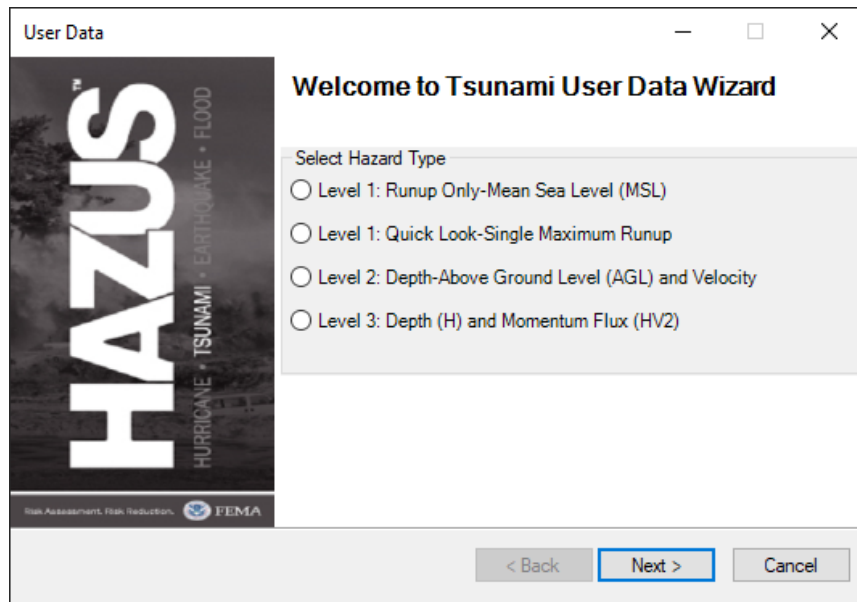 User Data
HAZUS™
HURRICANE • TSUNAMI • EARTHQUAKE • FLOOD
Risk Assessment. Risk Reduction. FEMA
Welcome to Tsunami User Data Wizard
Select Hazard Type
Level 1: Runup Only-Mean Sea Level (MSL)
Level 1: Quick Look-Single Maximum Runup
Level 2: Depth-Above Ground Level (AGL) and Velocity
Level 3: Depth (H) and Momentum Flux (HV2)
< Back Next > Cancel